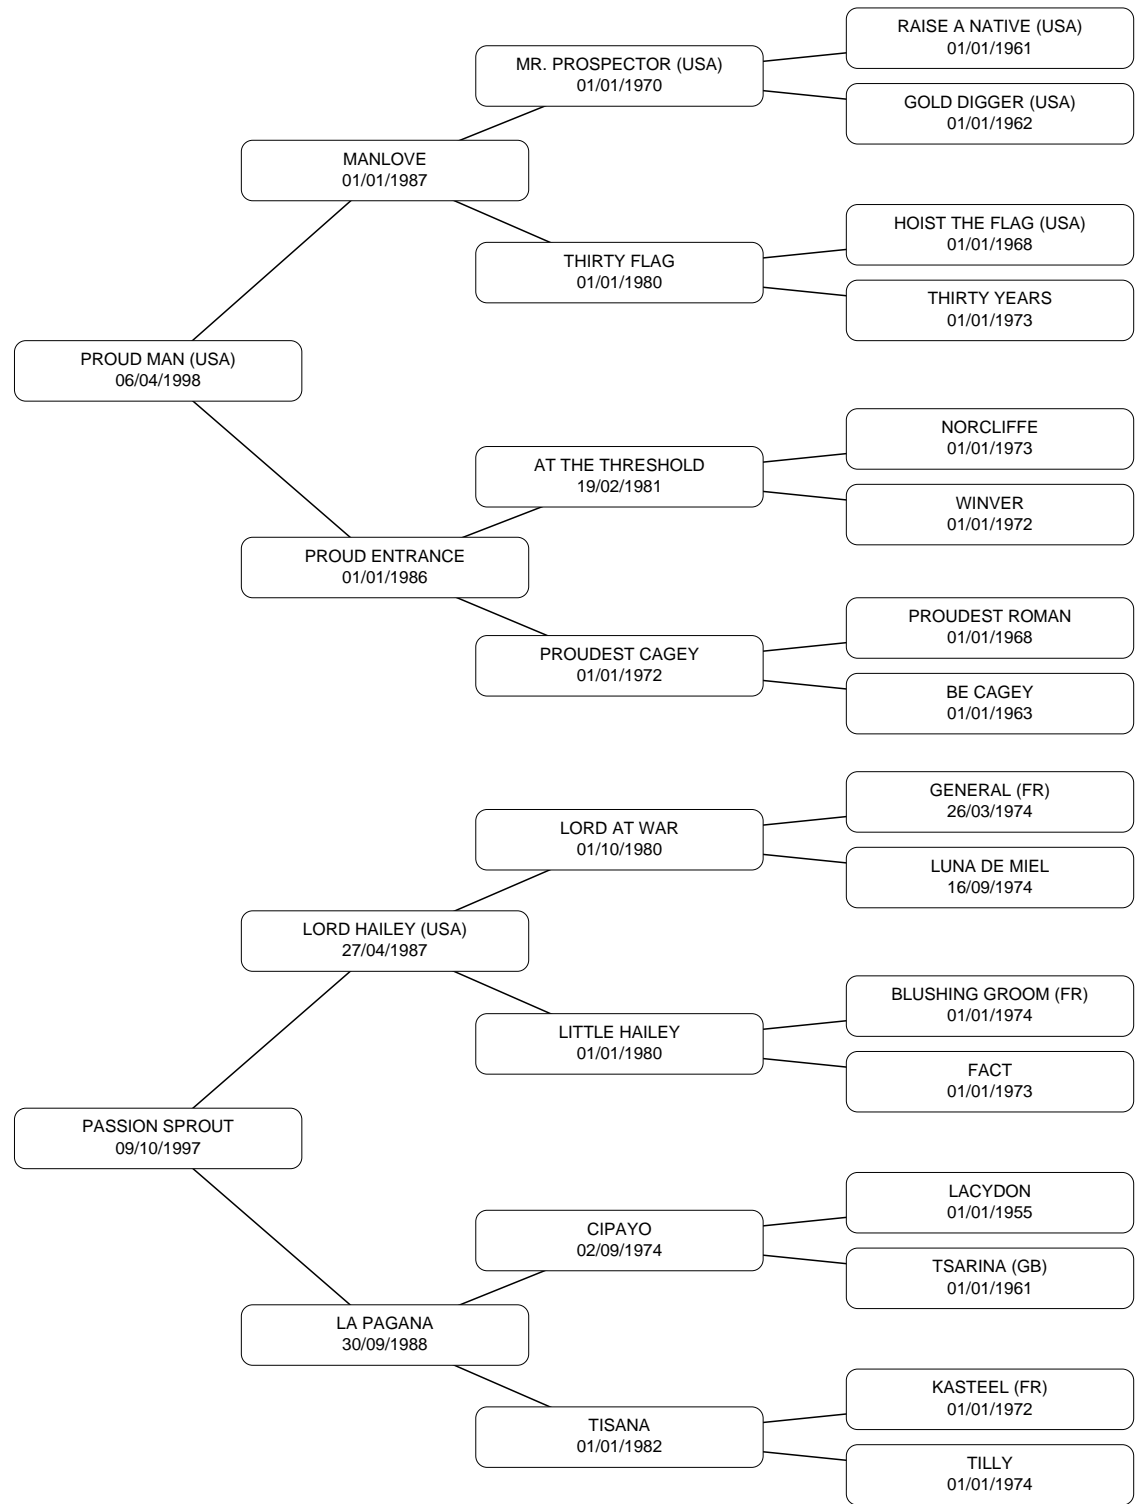 RAISE A NATIVE (USA)
01/01/1961
MR. PROSPECTOR (USA)
01/01/1970
GOLD DIGGER (USA)
01/01/1962
MANLOVE
01/01/1987
HOIST THE FLAG (USA)
01/01/1968
THIRTY FLAG
01/01/1980
THIRTY YEARS
01/01/1973
PROUD MAN (USA)
06/04/1998
NORCLIFFE
01/01/1973
AT THE THRESHOLD
19/02/1981
WINVER
01/01/1972
PROUD ENTRANCE
01/01/1986
PROUDEST ROMAN
01/01/1968
PROUDEST CAGEY
01/01/1972
BE CAGEY
01/01/1963
GENERAL (FR)
26/03/1974
LORD AT WAR
01/10/1980
LUNA DE MIEL
16/09/1974
LORD HAILEY (USA)
27/04/1987
BLUSHING GROOM (FR)
01/01/1974
LITTLE HAILEY
01/01/1980
FACT
01/01/1973
PASSION SPROUT
09/10/1997
LACYDON
01/01/1955
CIPAYO
02/09/1974
TSARINA (GB)
01/01/1961
LA PAGANA
30/09/1988
KASTEEL (FR)
01/01/1972
TISANA
01/01/1982
TILLY
01/01/1974